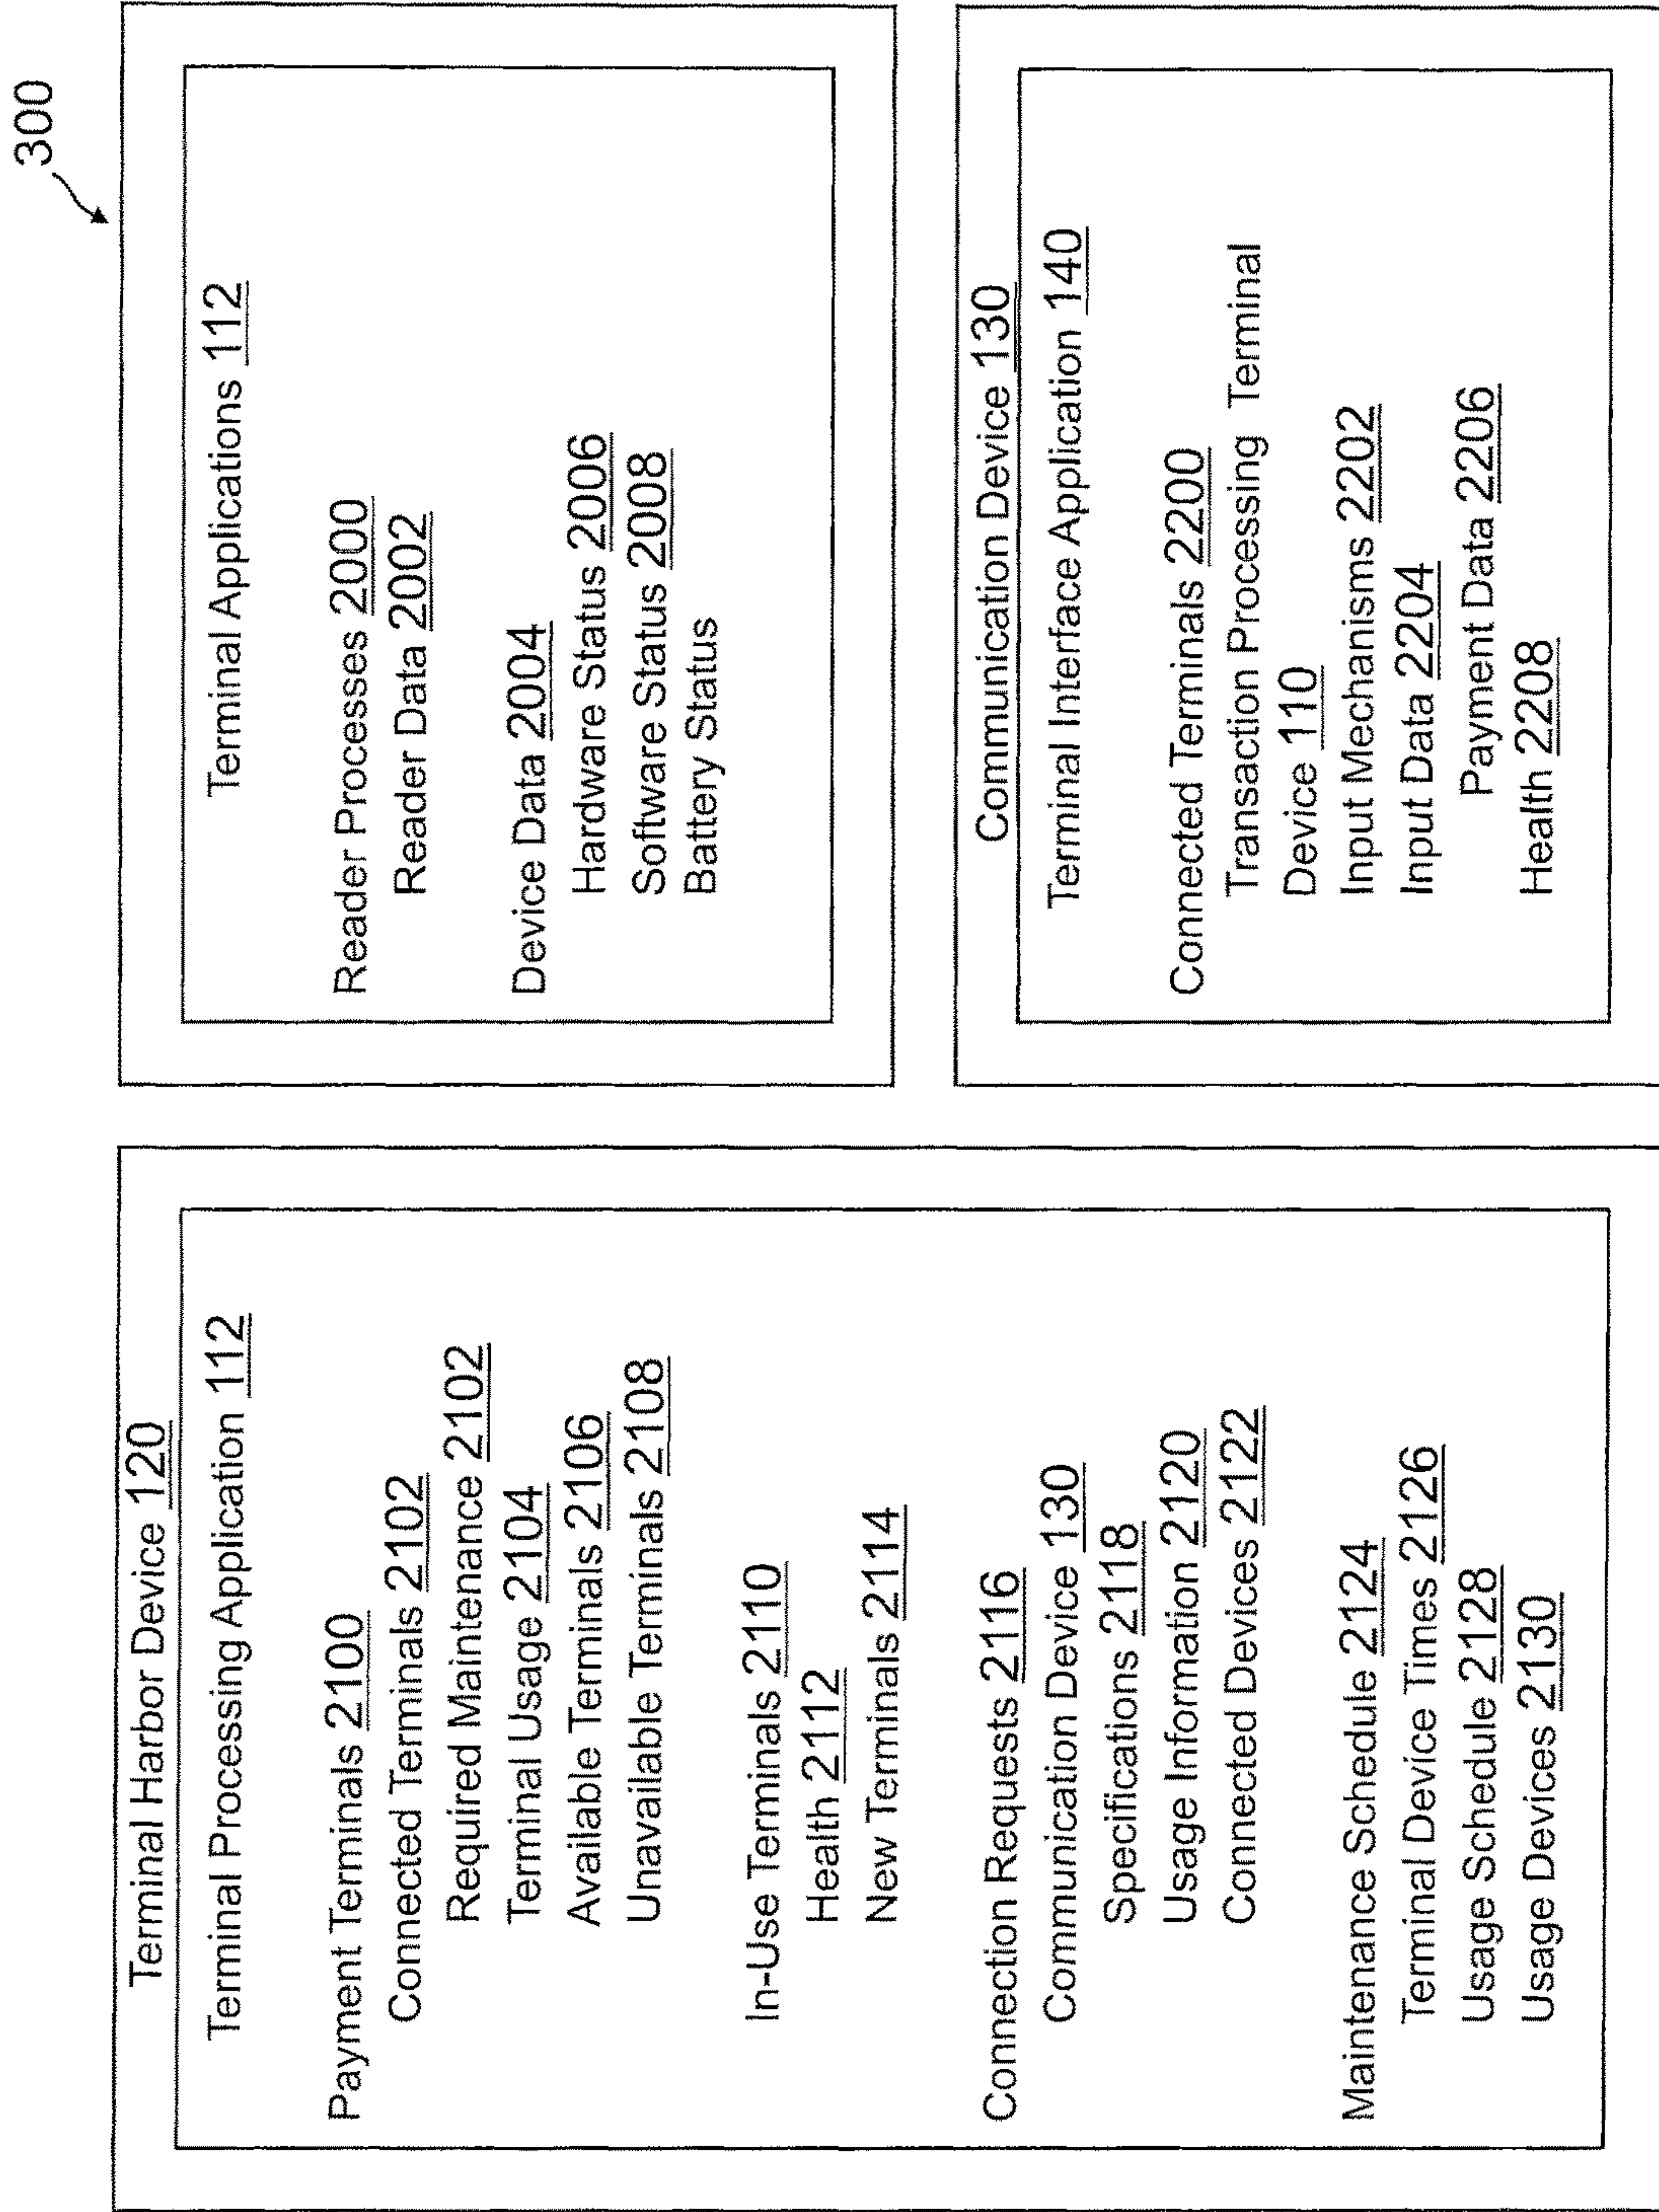 300
Terminal Harbor Device 120
Terminal Processing Application 112
Payment Terminals 2100
Connected Terminals 2102
Required Maintenance 2102
Terminal Usage 2104
Available Terminals 2106
Unavailable Terminals 2108
In-Use Terminals 2110
Health 2112
New Terminals 2114
Connection Requests 2116
Communication Device 130
Specifications 2118
Usage Information 2120
Connected Devices 2122
Maintenance Schedule 2124
Terminal Device Times 2126
Usage Schedule 2128
Usage Devices 2130
Terminal Applications 112
Reader Processes 2000
Reader Data 2002
Device Data 2004
Hardware Status 2006
Software Status 2008
Battery Status
Communication Device 130
Terminal Interface Application 140
Connected Terminals 2200
Transaction Processing Terminal
Device 110
Input Mechanisms 2202
Input Data 2204
Payment Data 2206
Health 2208